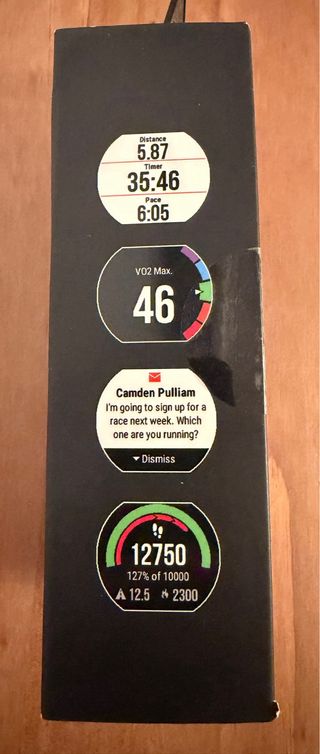 Distance
5.87
Timer
35:46
Pace
6:05
VO2 Max.
46
Camden Pulliam
I'm going to sign up for a
race next week. Which
one are you running?
Dismiss
12750
127% of 10000
12.5 2300